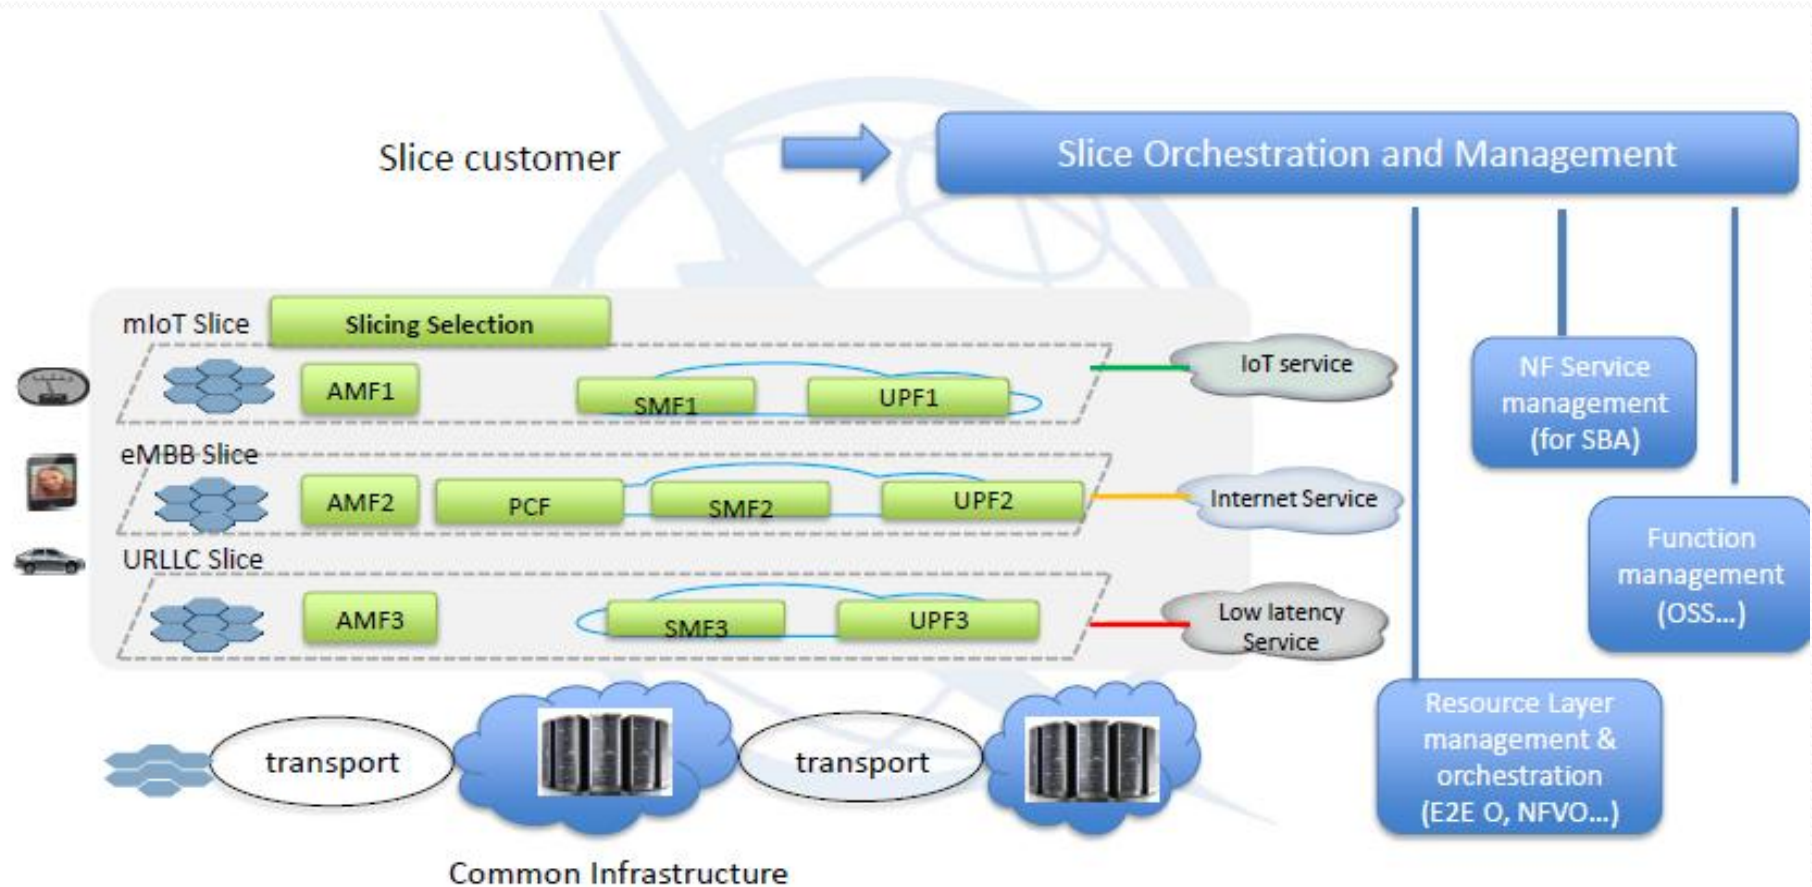 Slice customer
Slice Orchestration and Management
mIoT Slice
Slicing Selection
AMF1
SMF1
UPF1
IoT service
eMBB Slice
AMF2
PCF
SMF2
UPF2
Internet Service
URLLC Slice
AMF3
SMF3
UPF3
Low latency
Service
NF Service
management
(for SBA)
Function
management
(OSS...)
Resource Layer
management &
orchestration
(E2E O, NFVO...)
transport
transport
Common Infrastructure